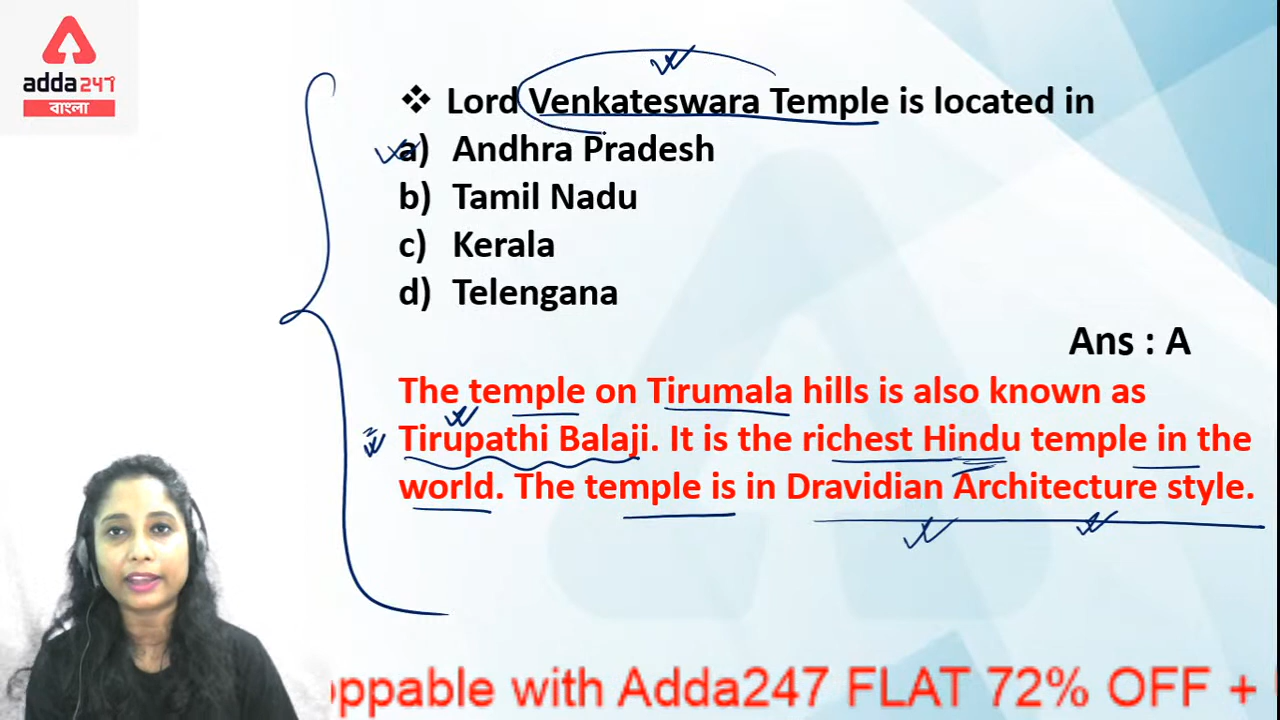 adda247
বাংলা
❖ Lord Venkateswara Temple is located in
a) Andhra Pradesh
b) Tamil Nadu
c) Kerala
d) Telengana
Ans : A
The temple on Tirumala hills is also known as
Tirupathi Balaji. It is the richest Hindu temple in the
world. The temple is in Dravidian Architecture style.
oppable with Adda247 FLAT 72% OFF +